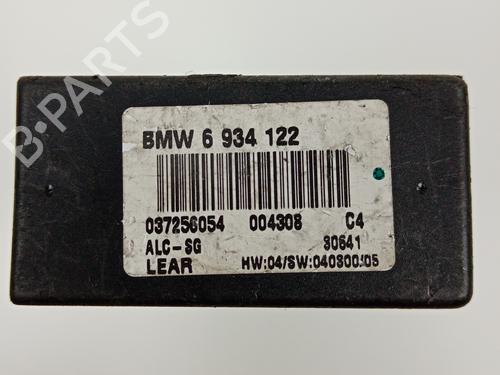 BMW 6 934 122
037256054 004308 C4
ALC-SG 30641
LEAR HW:04/SW:040300.05
B-PARTS